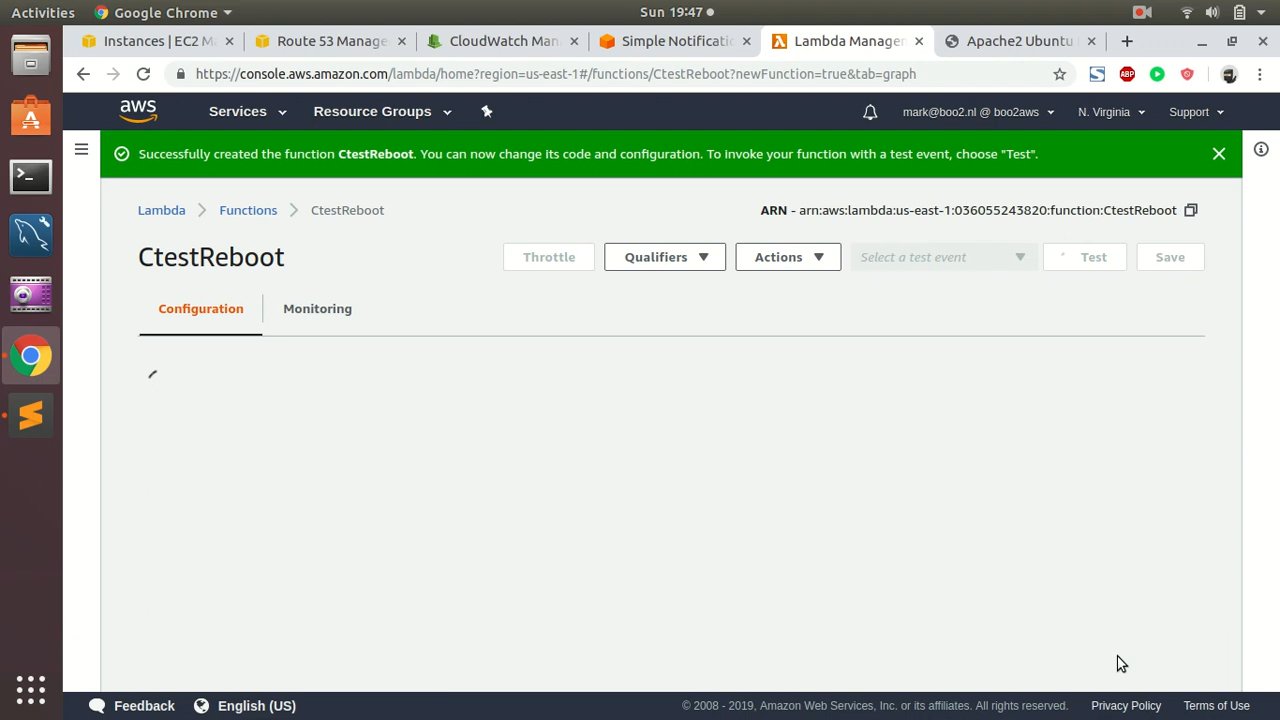 Activities Google Chrome Sun 19:47
Instances | EC2 M Route 53 Manage CloudWatch Man Simple Notificati Lambda Manage Apache2 Ubuntu
https://console.aws.amazon.com/lambda/home?region=us-east-1#/functions/CtestReboot?newFunction=true&tab=graph ABP
aws Services Resource Groups mark@boo2.nl @ boo2aws N. Virginia Support
Successfully created the function CtestReboot. You can now change its code and configuration. To invoke your function with a test event, choose "Test".
Lambda Functions CtestReboot ARN - arn:aws:lambda:us-east-1:036055243820:function:CtestReboot
CtestReboot Throttle Qualifiers Actions Select a test event Test Save
Configuration Monitoring
Feedback English (US) © 2008 - 2019, Amazon Web Services, Inc. or its affiliates. All rights reserved. Privacy Policy Terms of Use